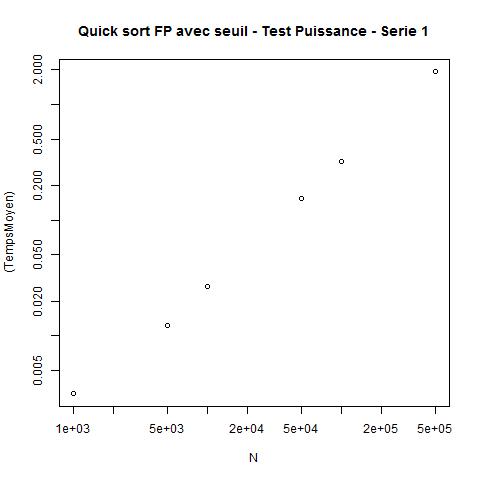 Quick sort FP avec seuil - Test Puissance - Serie 1
(TempsMoyen)
2.000
0.500
0.200
0.050
0.020
0.005
1e+03 5e+03 2e+04 5e+04 2e+05 5e+05
N